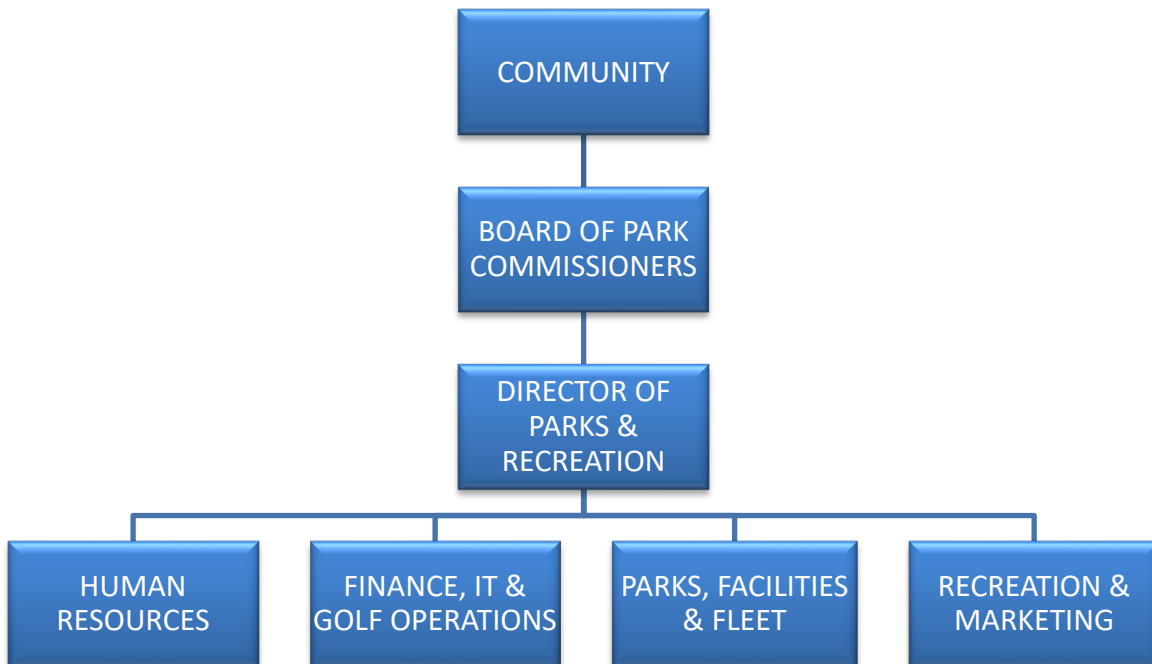 COMMUNITY
BOARD OF PARK
COMMISSIONERS
DIRECTOR OF
PARKS &
RECREATION
HUMAN
RESOURCES
FINANCE, IT &
GOLF OPERATIONS
PARKS, FACILITIES
& FLEET
RECREATION &
MARKETING